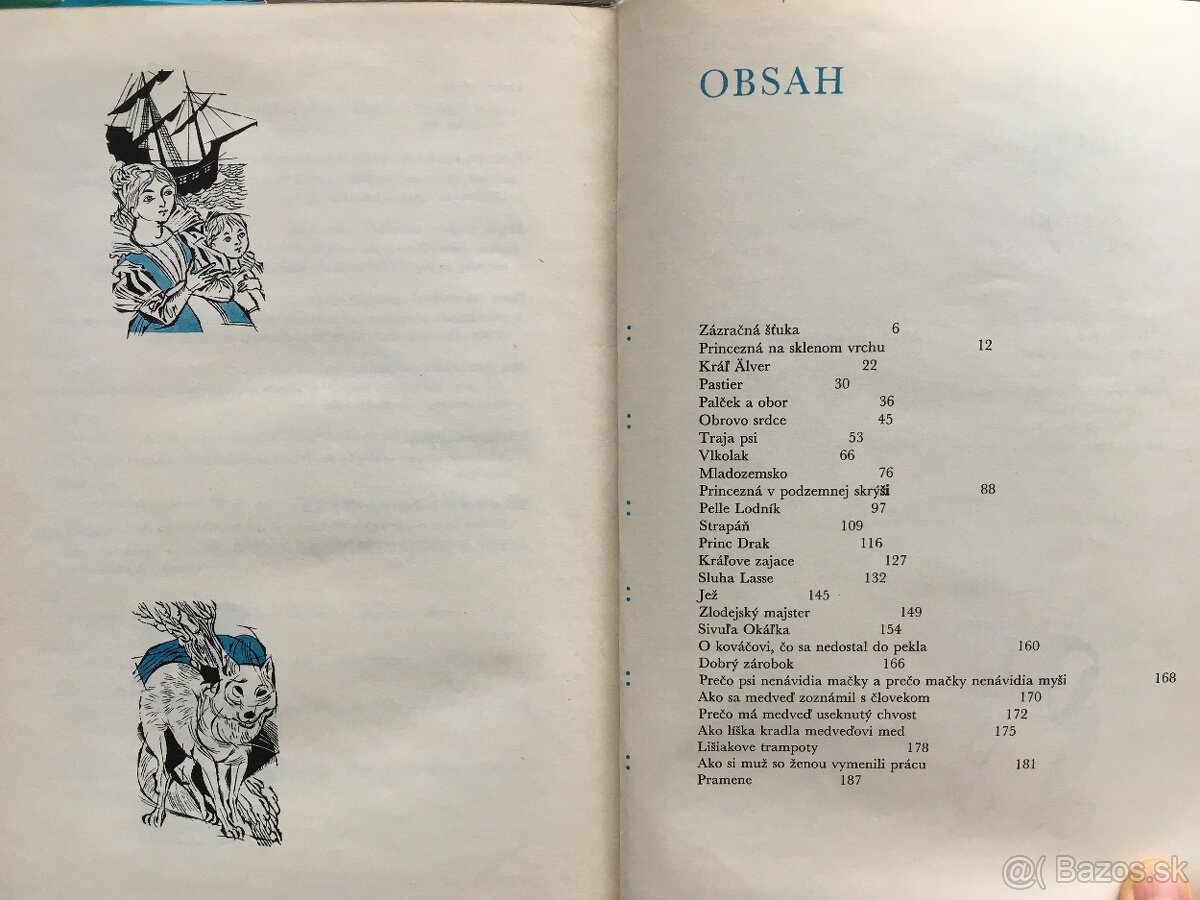 OBSAH
Zázračná šťuka 6
Princezná na sklenom vrchu 12
Kráľ Älver 22
Pastier 30
Palček a obor 36
Obrovo srdce 45
Traja psi 53
Vlkolak 66
Mladozemsko 76
Princezná v podzemnej skrýši 88
Pelle Lodník 97
Strapáň 109
Princ Drak 116
Kráľove zajace 127
Sluha Lasse 132
Jež 145
Zlodejský majster 149
Sivuľa Okáľka 154
O kováčovi, čo sa nedostal do pekla 160
Dobrý zárobok 166
Prečo psi nenávidia mačky a prečo mačky nenávidia myši 168
Ako sa medveď zoznámil s človekom 170
Prečo má medveď useknutý chvost 172
Ako líška kradla medveďovi med 175
Lišiakove trampoty 178
Ako si muž so ženou vymenili prácu 181
Pramene 187
@( Bazos.sk